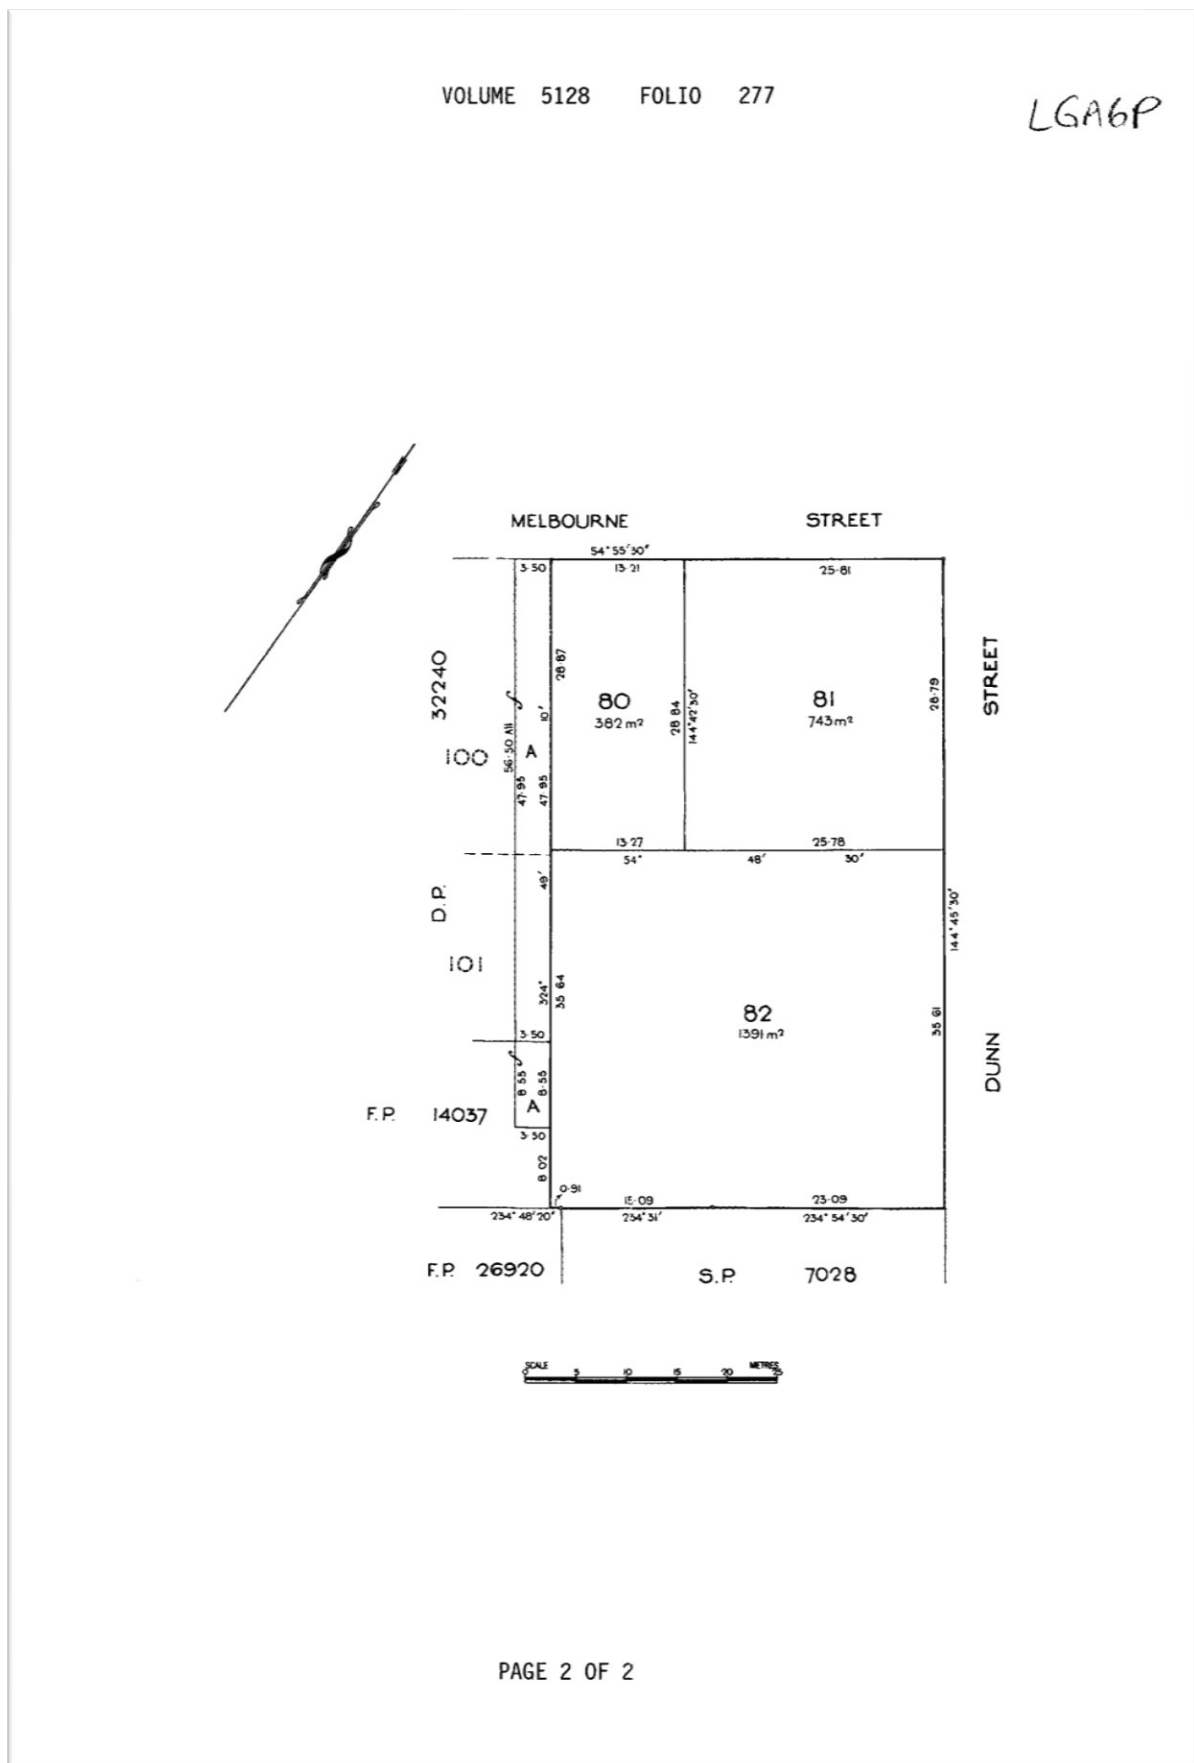 VOLUME 5128 FOLIO 277
LGA6P
MELBOURNE STREET
54°55'30"
3·50 13·21 25·81
28·87
32240
80
382 m²
28·84
144°42'30"
81
743m²
28·79
STREET
10'
100
A
56·50 All
47·95 47·95
13·27 25·78
54° 48' 30"
49'
D.P.
144°45'30"
101
324°
35·64
82
1391m²
35·61
3·50
DUNN
8·55 8·55
A
F.P. 14037
3·50
8·02
0·91
15·09 23·09
234°48'20" 234°31' 234°54'30"
F.P. 26920 S.P. 7028
SCALE METRES
0 5 10 15 20 25
PAGE 2 OF 2